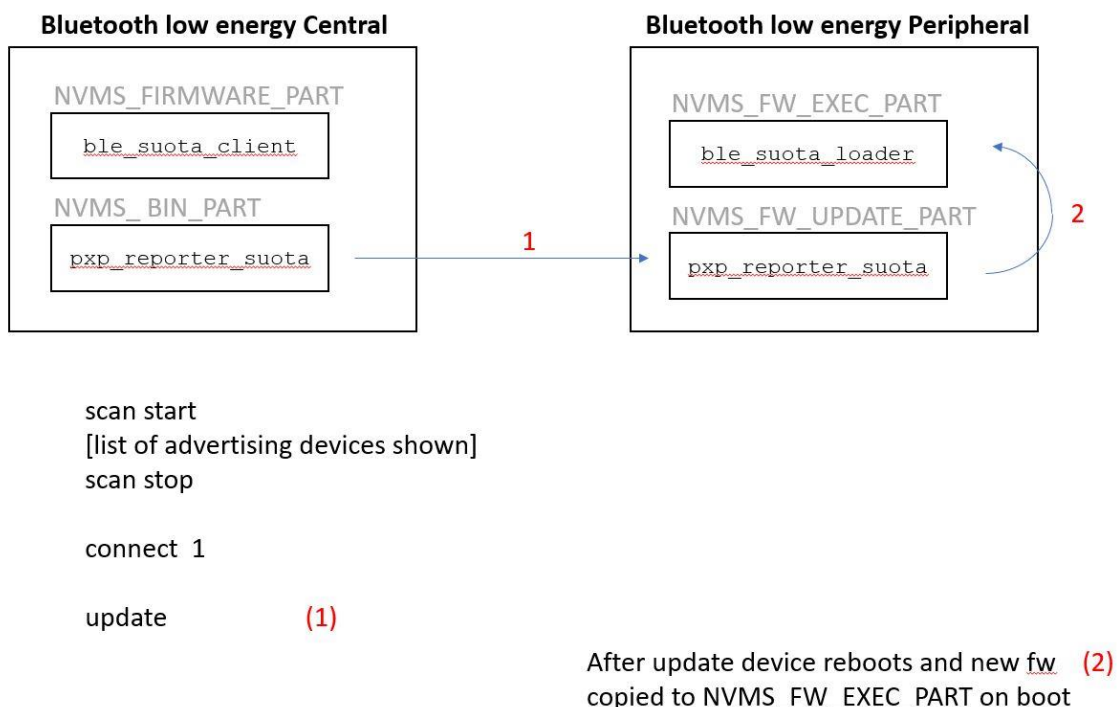 Bluetooth low energy Central
NVMS_FIRMWARE_PART
ble_suota_client
NVMS_ BIN_PART
pxp_reporter_suota
1
Bluetooth low energy Peripheral
NVMS_FW_EXEC_PART
ble_suota_loader
NVMS_FW_UPDATE_PART
pxp_reporter_suota
2
scan start
[list of advertising devices shown]
scan stop
connect 1
update (1)
After update device reboots and new fw (2)
copied to NVMS_FW_EXEC_PART on boot